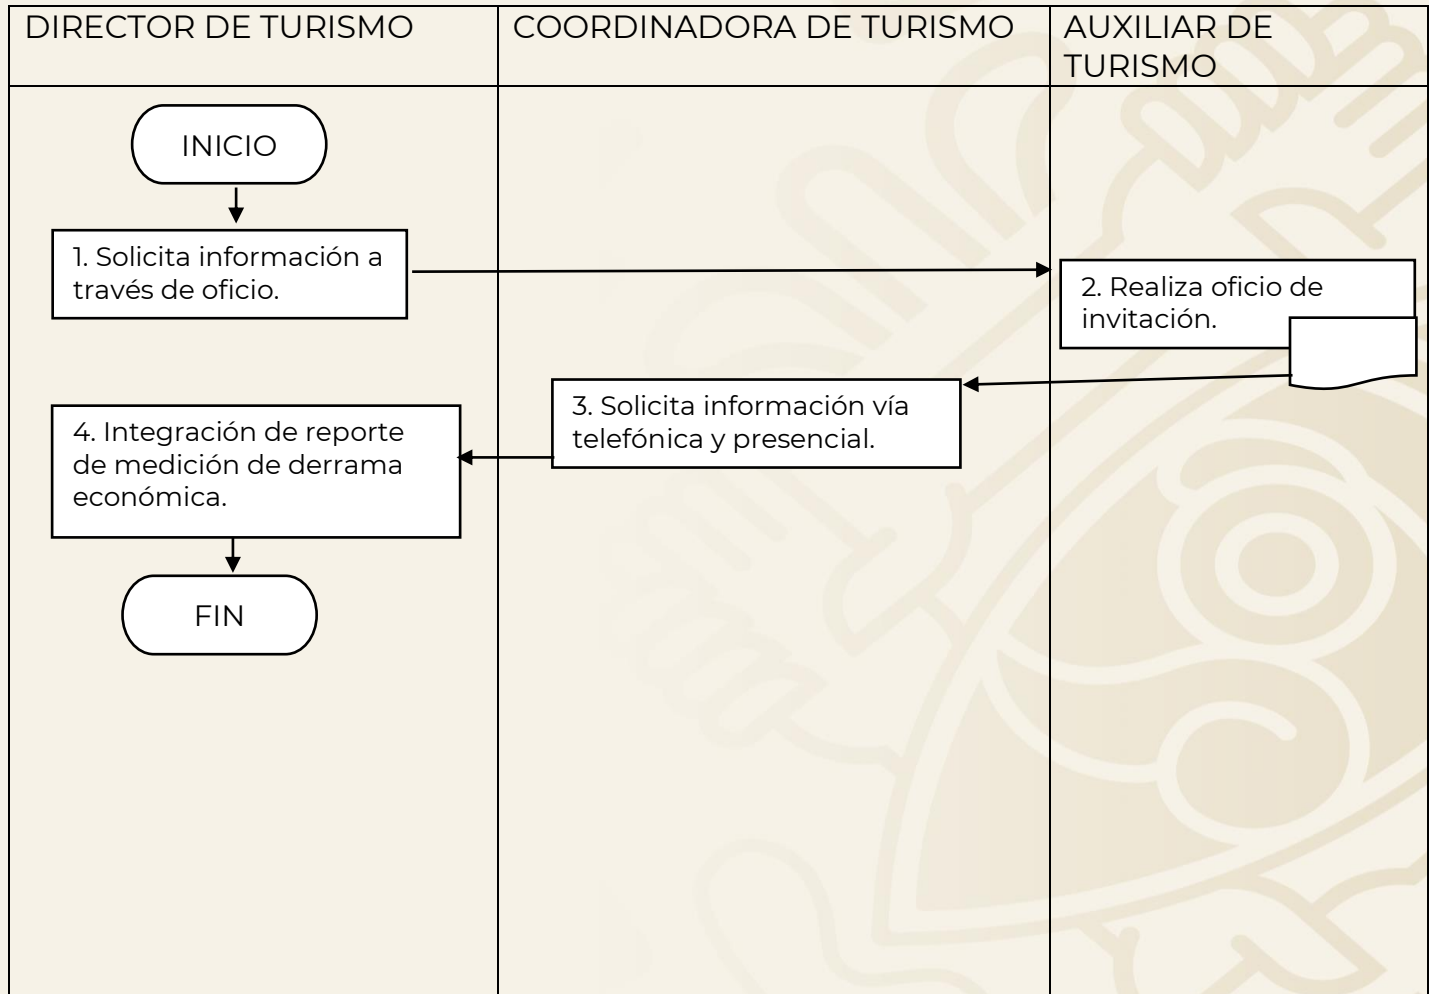 DIRECTOR DE TURISMO
COORDINADORA DE TURISMO
AUXILIAR DE
TURISMO
INICIO
1. Solicita información a
través de oficio.
2. Realiza oficio de
invitación.
3. Solicita información vía
telefónica y presencial.
4. Integración de reporte
de medición de derrama
económica.
FIN